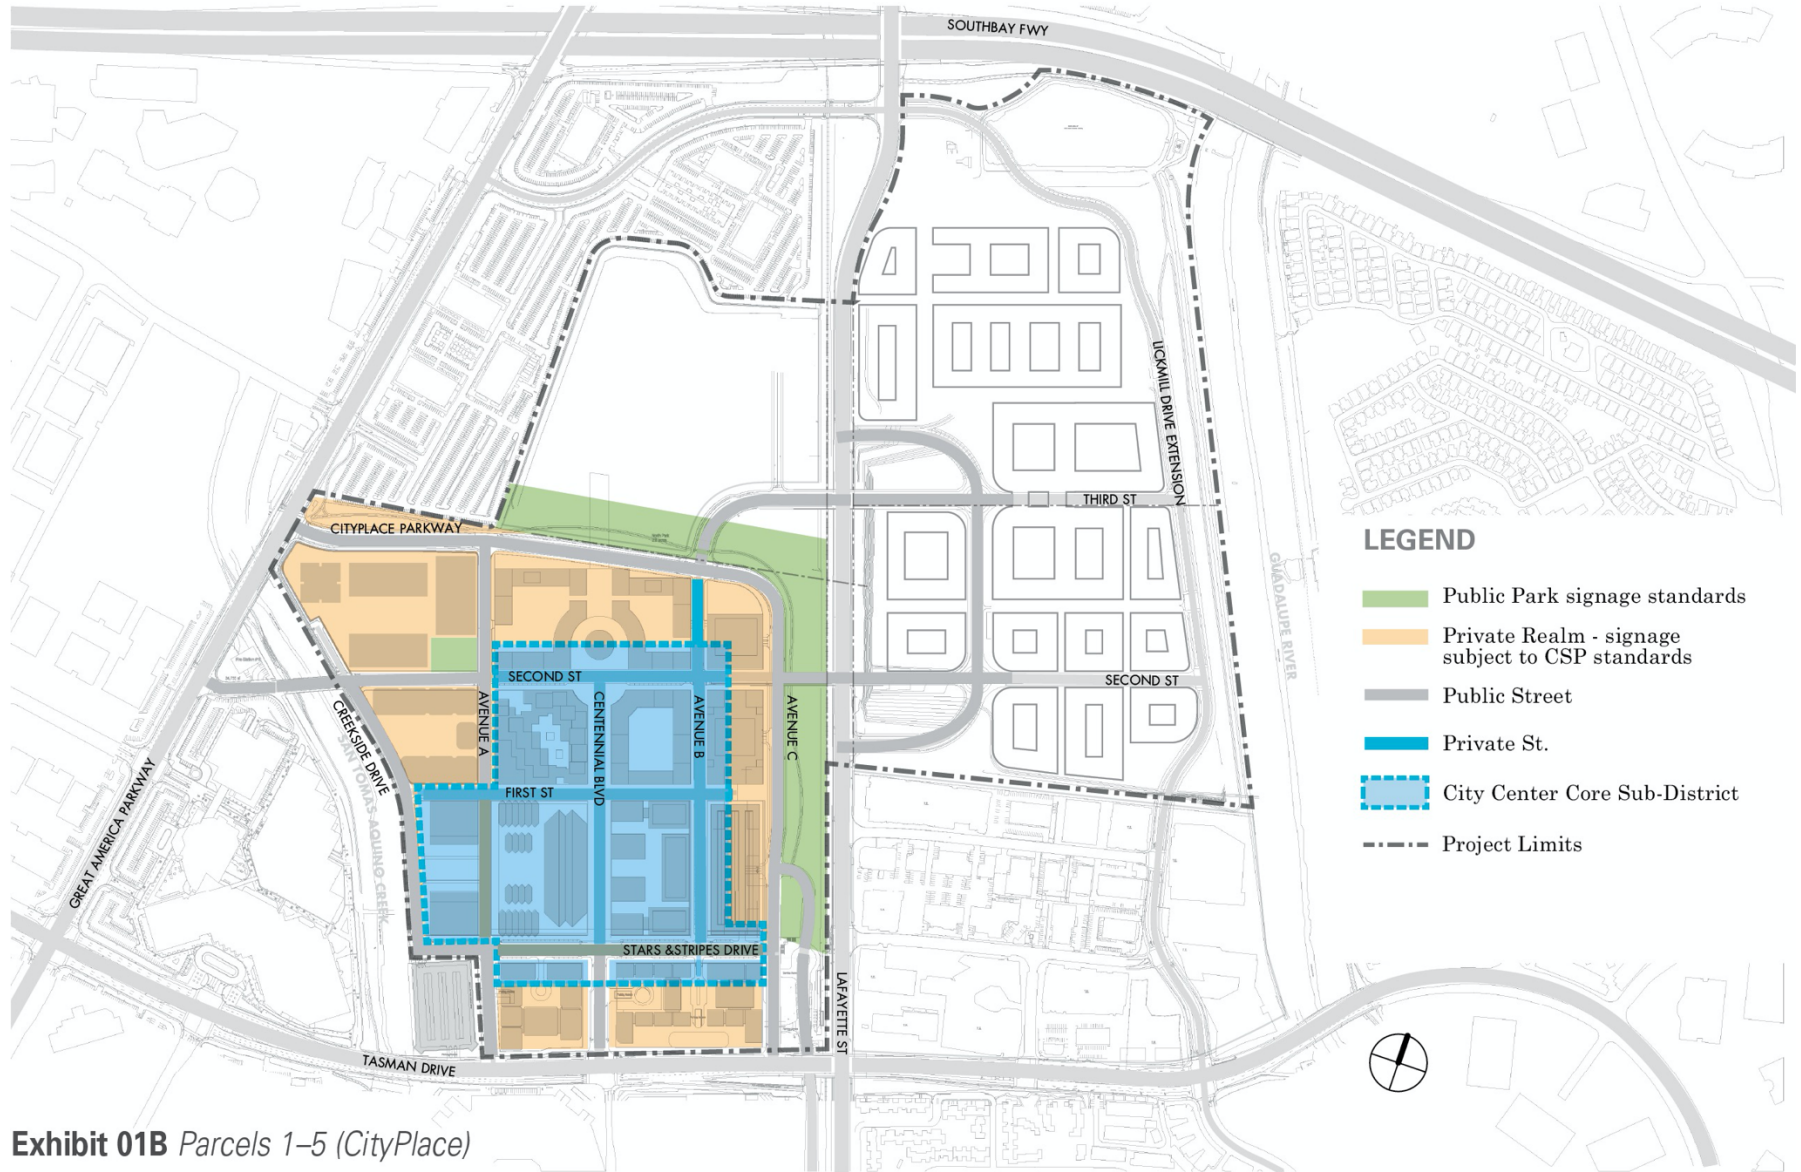 SOUTHBAY FWY
LICKMILL DRIVE EXTENSION
CITYPLACE PARKWAY
THIRD ST
GUADALUPE RIVER
SECOND ST
SECOND ST
CREEKSIDE DRIVE
SAN TOMAS AQUINO CREEK
AVENUE A
CENTENNIAL BLVD
AVENUE B
AVENUE C
FIRST ST
GREAT AMERICA PARKWAY
STARS &STRIPES DRIVE
LAFAYETTE ST
TASMAN DRIVE
LEGEND
Public Park signage standards
Private Realm - signage
subject to CSP standards
Public Street
Private St.
City Center Core Sub-District
Project Limits
Exhibit 01B Parcels 1–5 (CityPlace)